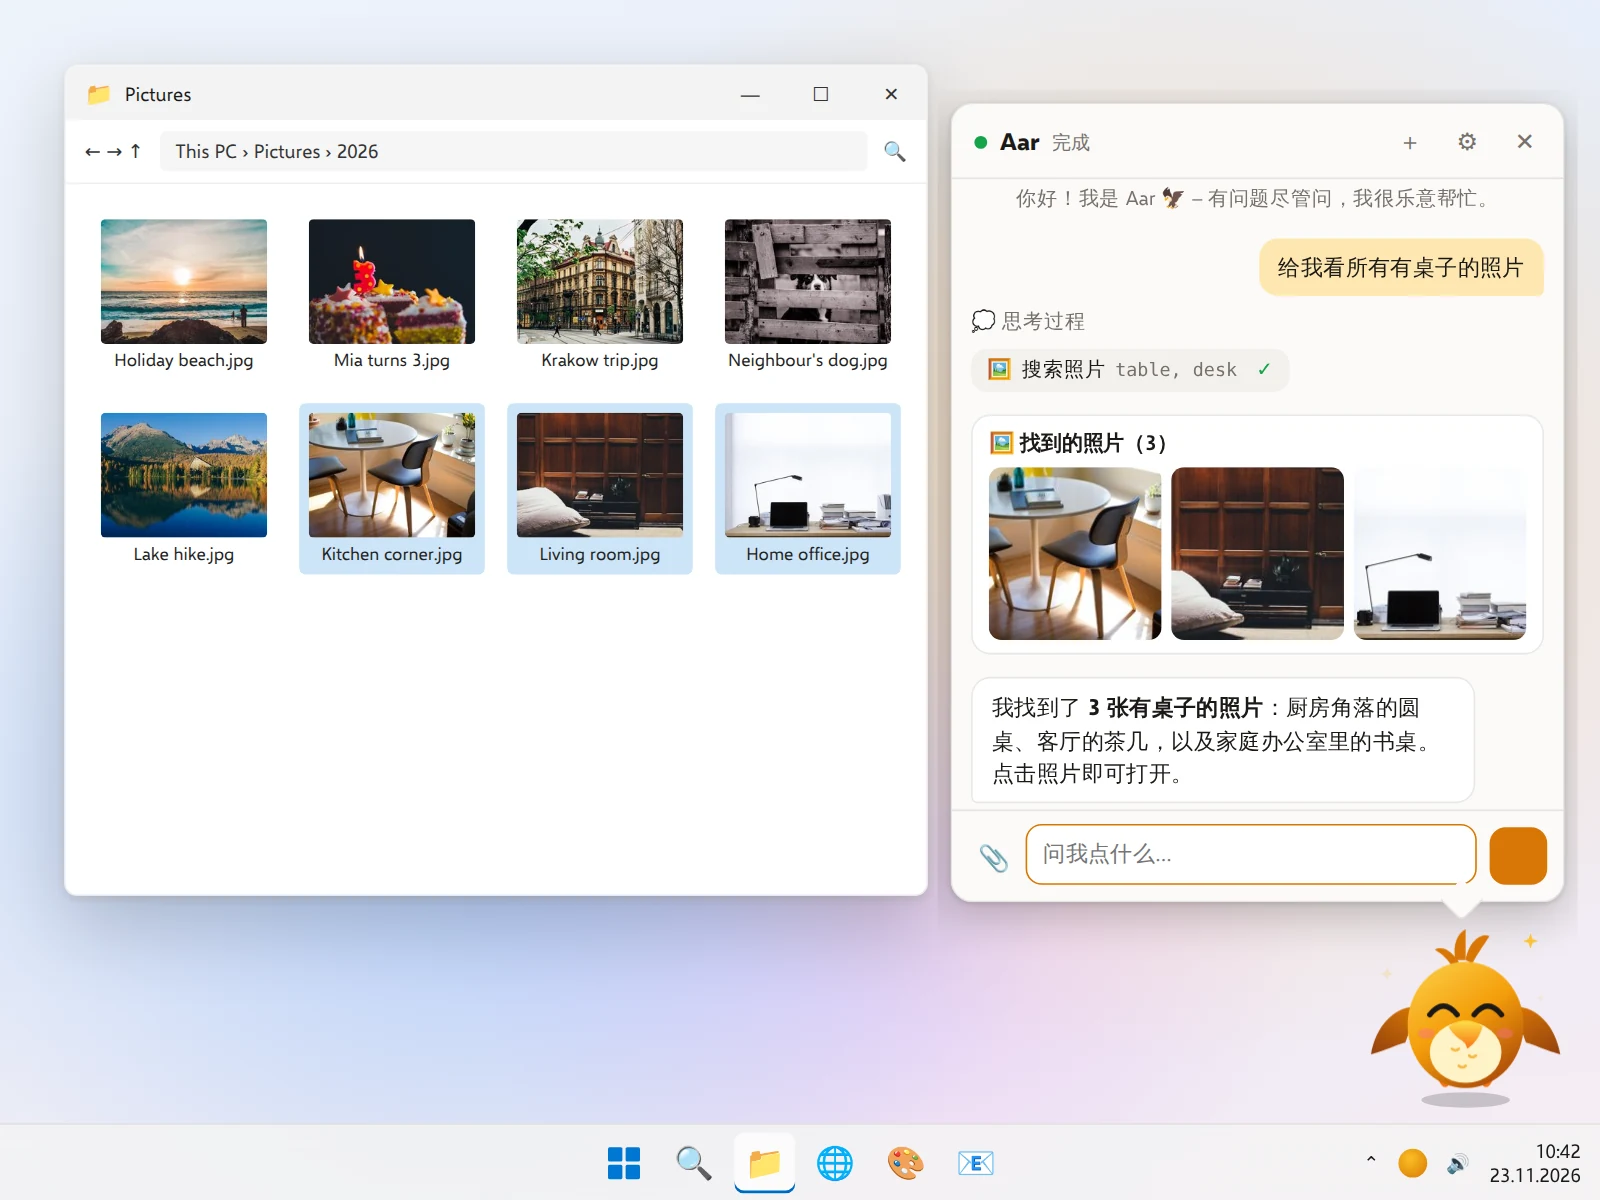 Pictures
This PC › Pictures › 2026
Holiday beach.jpg
Mia turns 3.jpg
Krakow trip.jpg
Neighbour's dog.jpg
Lake hike.jpg
Kitchen corner.jpg
Living room.jpg
Home office.jpg
Aar 完成
你好！我是 Aar 🦅 – 有问题尽管问，我很乐意帮忙。
给我看所有有桌子的照片
思考过程
搜索照片 table, desk ✓
找到的照片（3）
我找到了 3 张有桌子的照片：厨房角落的圆
桌、客厅的茶几，以及家庭办公室里的书桌。
点击照片即可打开。
问我点什么...
10:42
23.11.2026